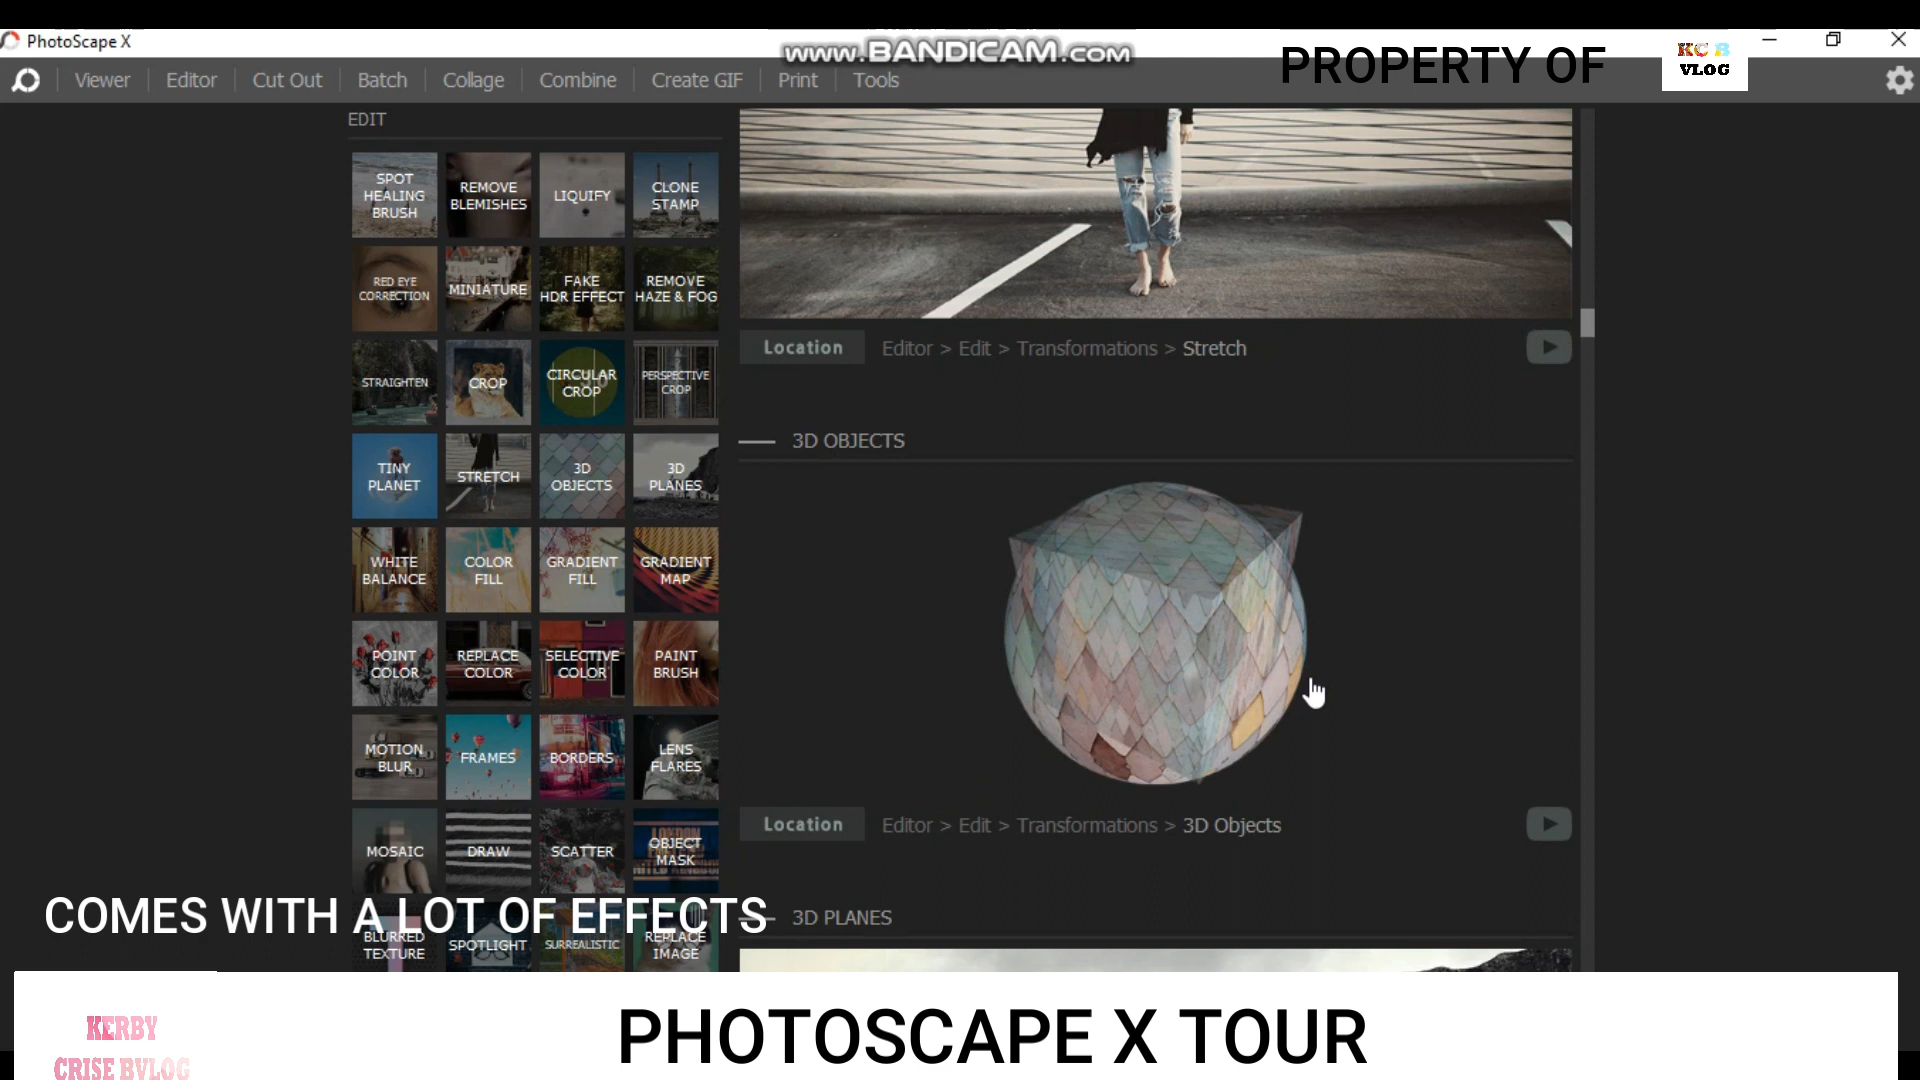 PhotoScape X
www.BANDICAM.com
PROPERTY OF
KC B
VLOG
Viewer
Editor
Cut Out
Batch
Collage
Combine
Create GIF
Print
Tools
EDIT
SPOT
HEALING
BRUSH
REMOVE
BLEMISHES
LIQUIFY
CLONE
STAMP
RED EYE
CORRECTION
MINIATURE
FAKE
HDR EFFECT
REMOVE
HAZE & FOG
STRAIGHTEN
CROP
CIRCULAR
CROP
PERSPECTIVE
CROP
TINY
PLANET
STRETCH
3D
OBJECTS
3D
PLANES
WHITE
BALANCE
COLOR
FILL
GRADIENT
FILL
GRADIENT
MAP
POINT
COLOR
REPLACE
COLOR
SELECTIVE
COLOR
PAINT
BRUSH
MOTION
BLUR
FRAMES
BORDERS
LENS
FLARES
MOSAIC
DRAW
SCATTER
OBJECT
MASK
BLURRED
TEXTURE
SPOTLIGHT
SURREALISTIC
REPLACE
IMAGE
Location
Editor > Edit > Transformations > Stretch
3D OBJECTS
Location
Editor > Edit > Transformations > 3D Objects
3D PLANES
COMES WITH A LOT OF EFFECTS
KERBY
CRISE BVLOG
PHOTOSCAPE X TOUR